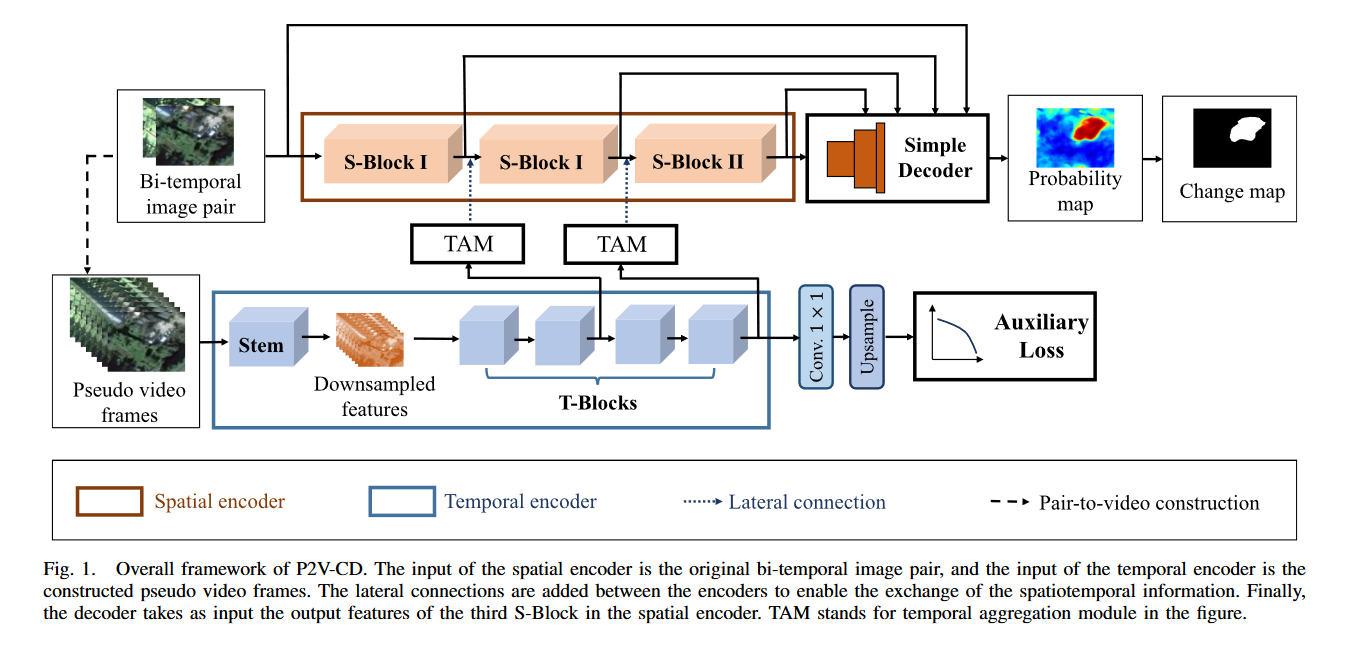 S-Block I
S-Block I
S-Block II
Simple
Decoder
Bi-temporal
image pair
Probability
map
Change map
TAM
TAM
Pseudo video
frames
Stem
Downsampled
features
T-Blocks
Conv. 1 × 1
Upsample
Auxiliary
Loss
Spatial encoder
Temporal encoder
Lateral connection
Pair-to-video construction
Fig. 1. Overall framework of P2V-CD. The input of the spatial encoder is the original bi-temporal image pair, and the input of the temporal encoder is the
constructed pseudo video frames. The lateral connections are added between the encoders to enable the exchange of the spatiotemporal information. Finally,
the decoder takes as input the output features of the third S-Block in the spatial encoder. TAM stands for temporal aggregation module in the figure.